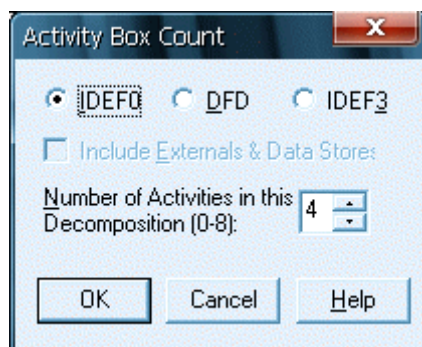 Activity Box Count
IDEF0 DFD IDEF3
Include Externals & Data Stores
Number of Activities in this
Decomposition (0-8):
4
OK Cancel Help